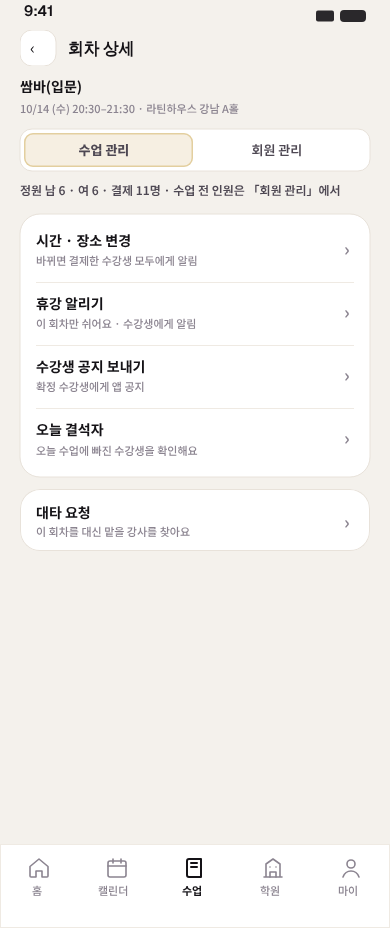 9:41
‹ 회차 상세
쌈바(입문)
10/14 (수) 20:30–21:30 · 라틴하우스 강남 A홀
수업 관리 회원 관리
정원 남 6 · 여 6 · 결제 11명 · 수업 전 인원은 「회원 관리」에서
시간 · 장소 변경
바뀌면 결제한 수강생 모두에게 알림
휴강 알리기
이 회차만 쉬어요 · 수강생에게 알림
수강생 공지 보내기
확정 수강생에게 앱 공지
오늘 결석자
오늘 수업에 빠진 수강생을 확인해요
대타 요청
이 회차를 대신 맡을 강사를 찾아요
홈 캘린더 수업 학원 마이